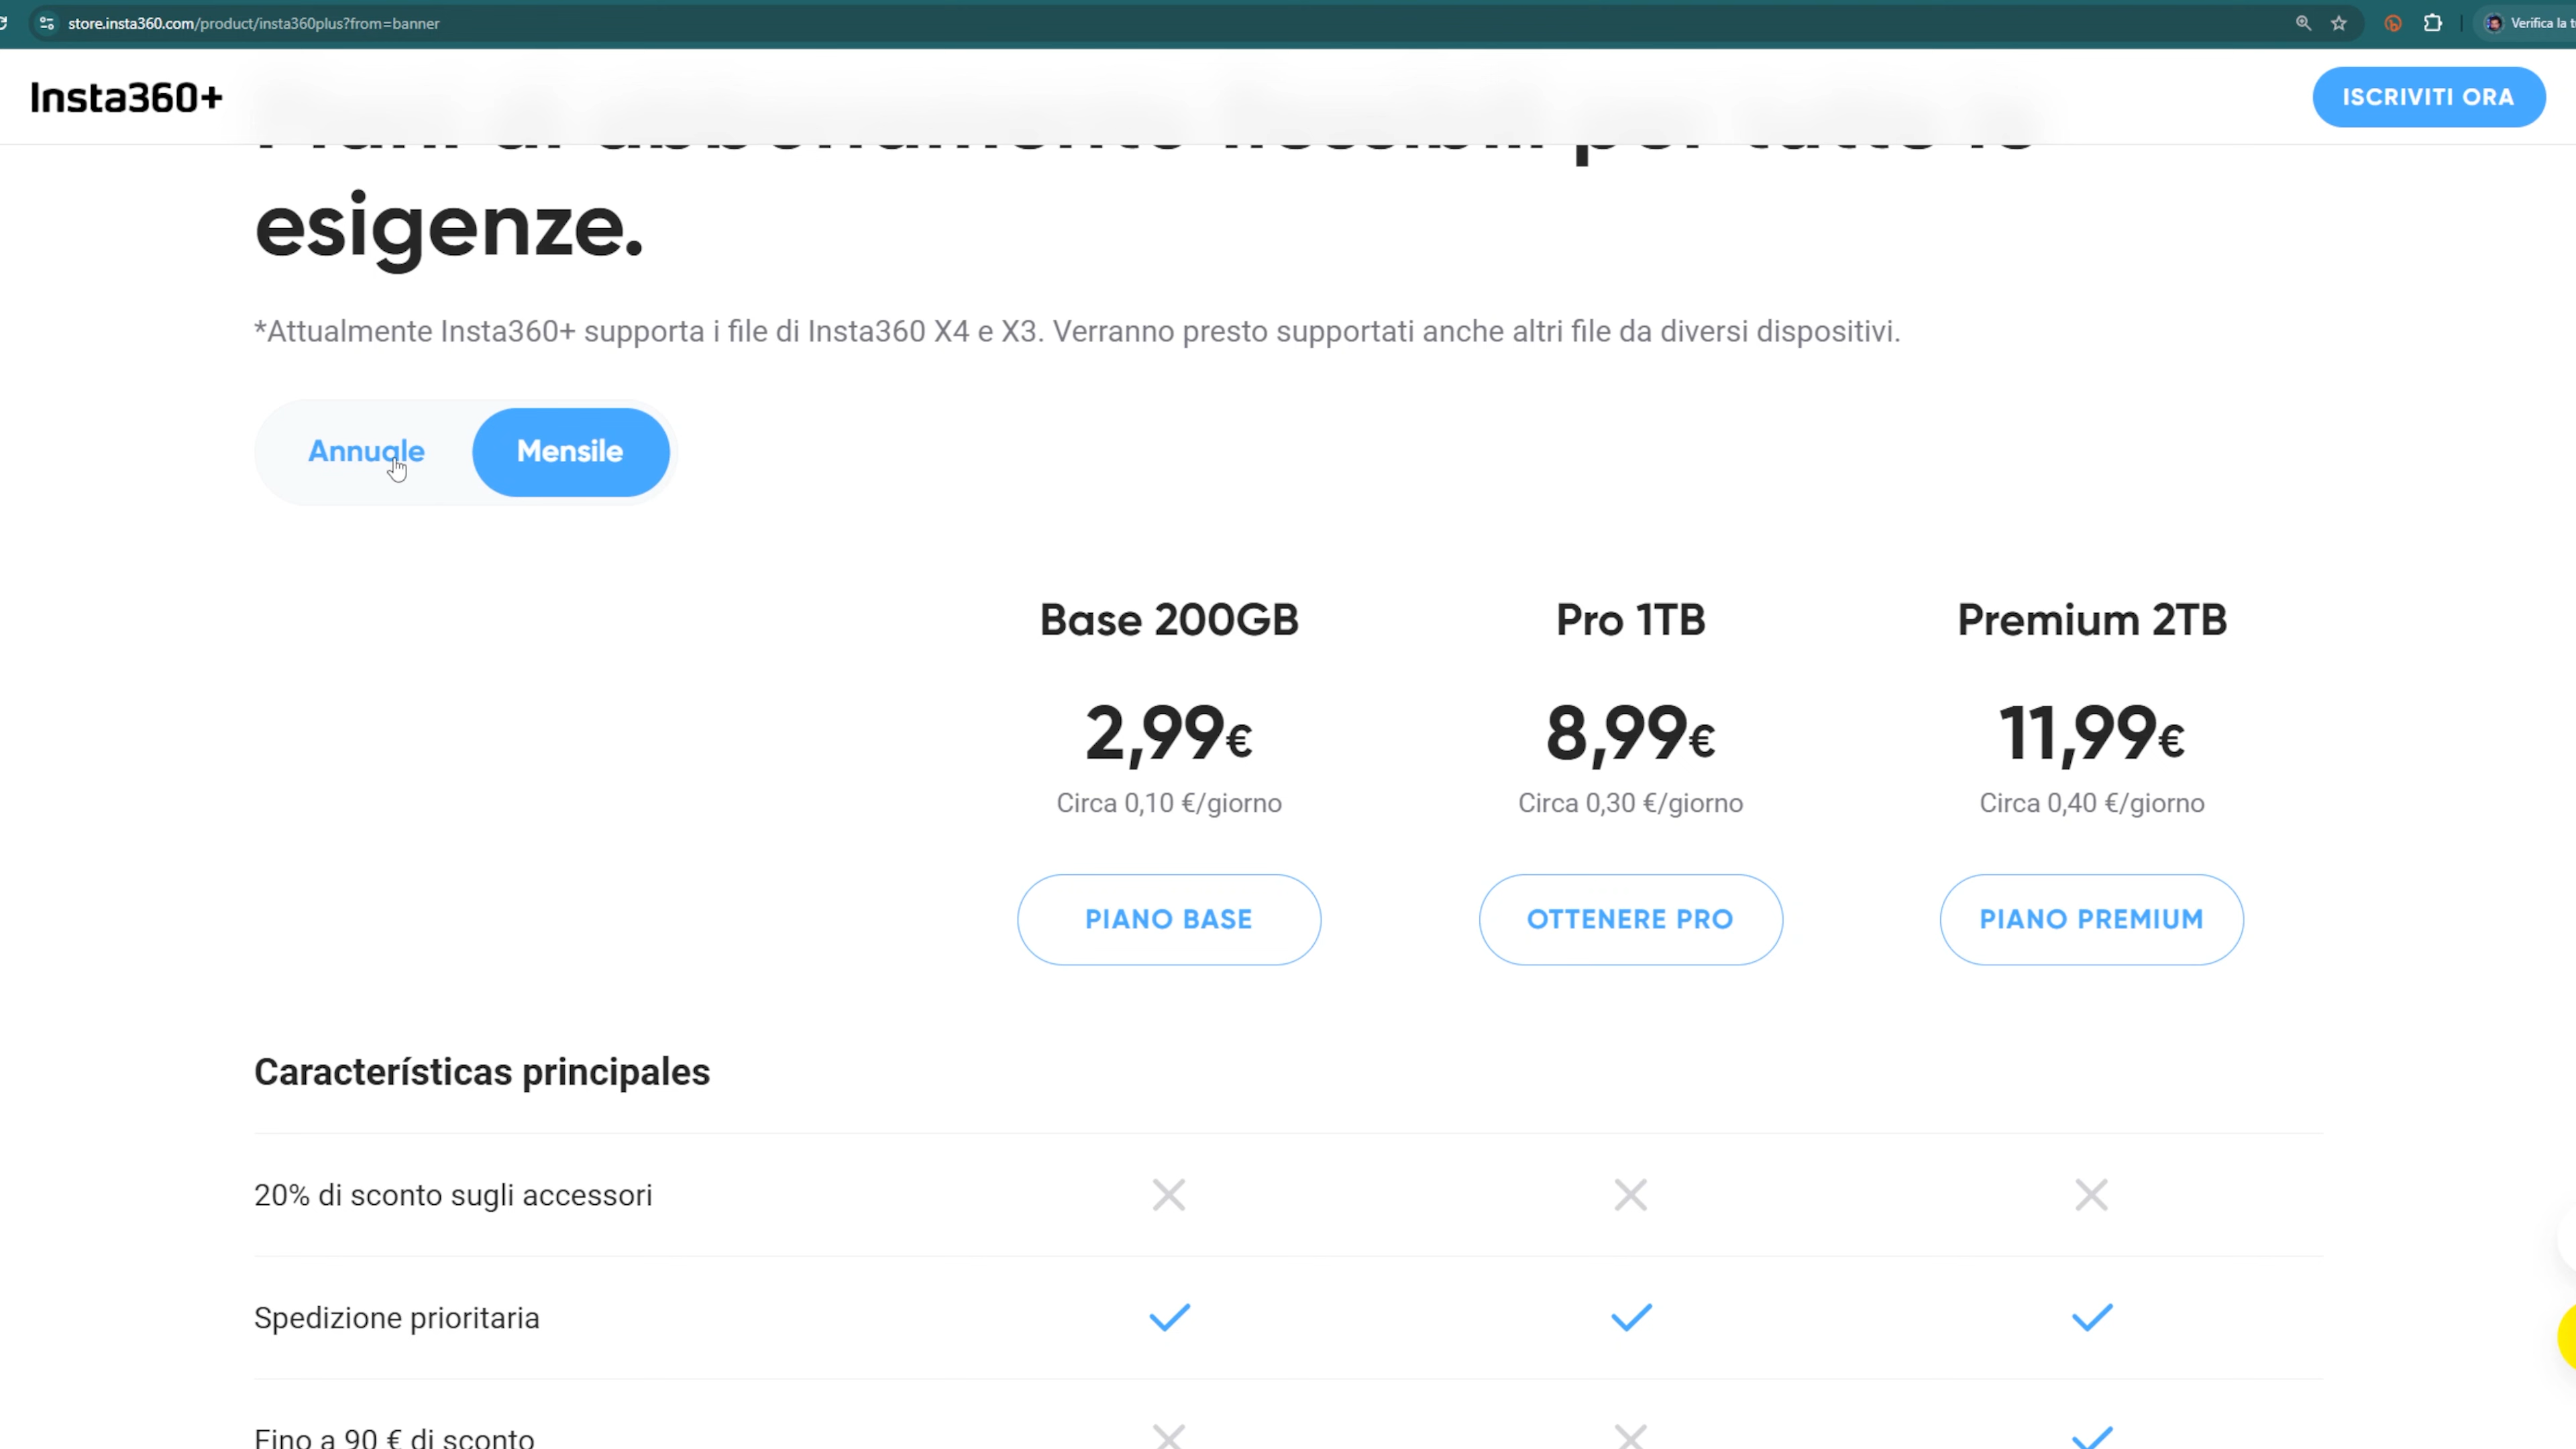 store.insta360.com/product/insta360plus?from=banner
Verifica la
Insta360+
ISCRIVITI ORA
esigenze.
*Attualmente Insta360+ supporta i file di Insta360 X4 e X3. Verranno presto supportati anche altri file da diversi dispositivi.
Annuale Mensile
Base 200GB Pro 1TB Premium 2TB
2,99€ 8,99€ 11,99€
Circa 0,10 €/giorno Circa 0,30 €/giorno Circa 0,40 €/giorno
PIANO BASE OTTENERE PRO PIANO PREMIUM
Características principales
20% di sconto sugli accessori
Spedizione prioritaria
Fino a 90 € di sconto